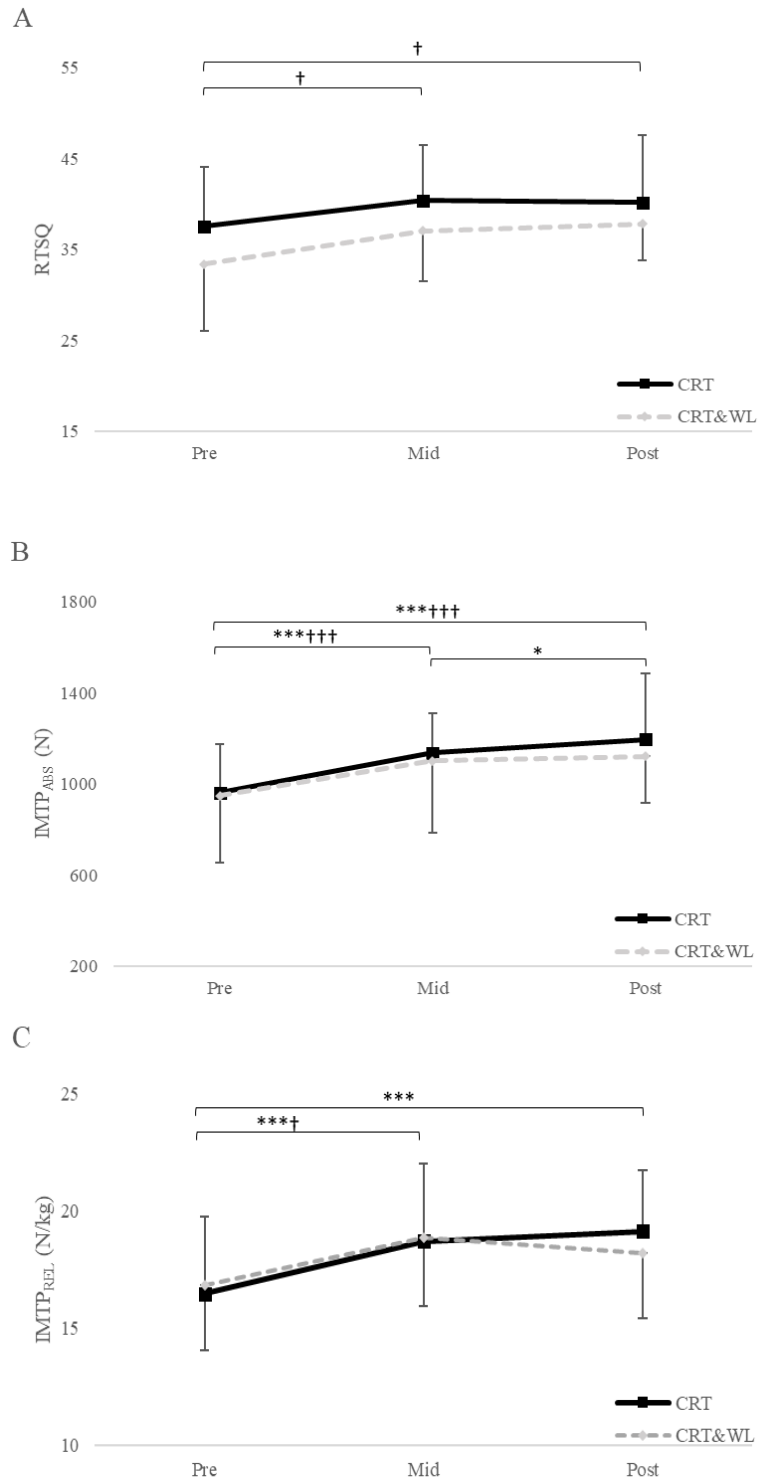 A
†
†
55
45
35
25
15
RTSQ
CRT
CRT&WL
Pre Mid Post
B
***†††
***†††
*
1800
1400
1000
600
200
IMTPABS (N)
CRT
CRT&WL
Pre Mid Post
C
***
***†
25
20
15
10
IMTPREL (N/kg)
CRT
CRT&WL
Pre Mid Post